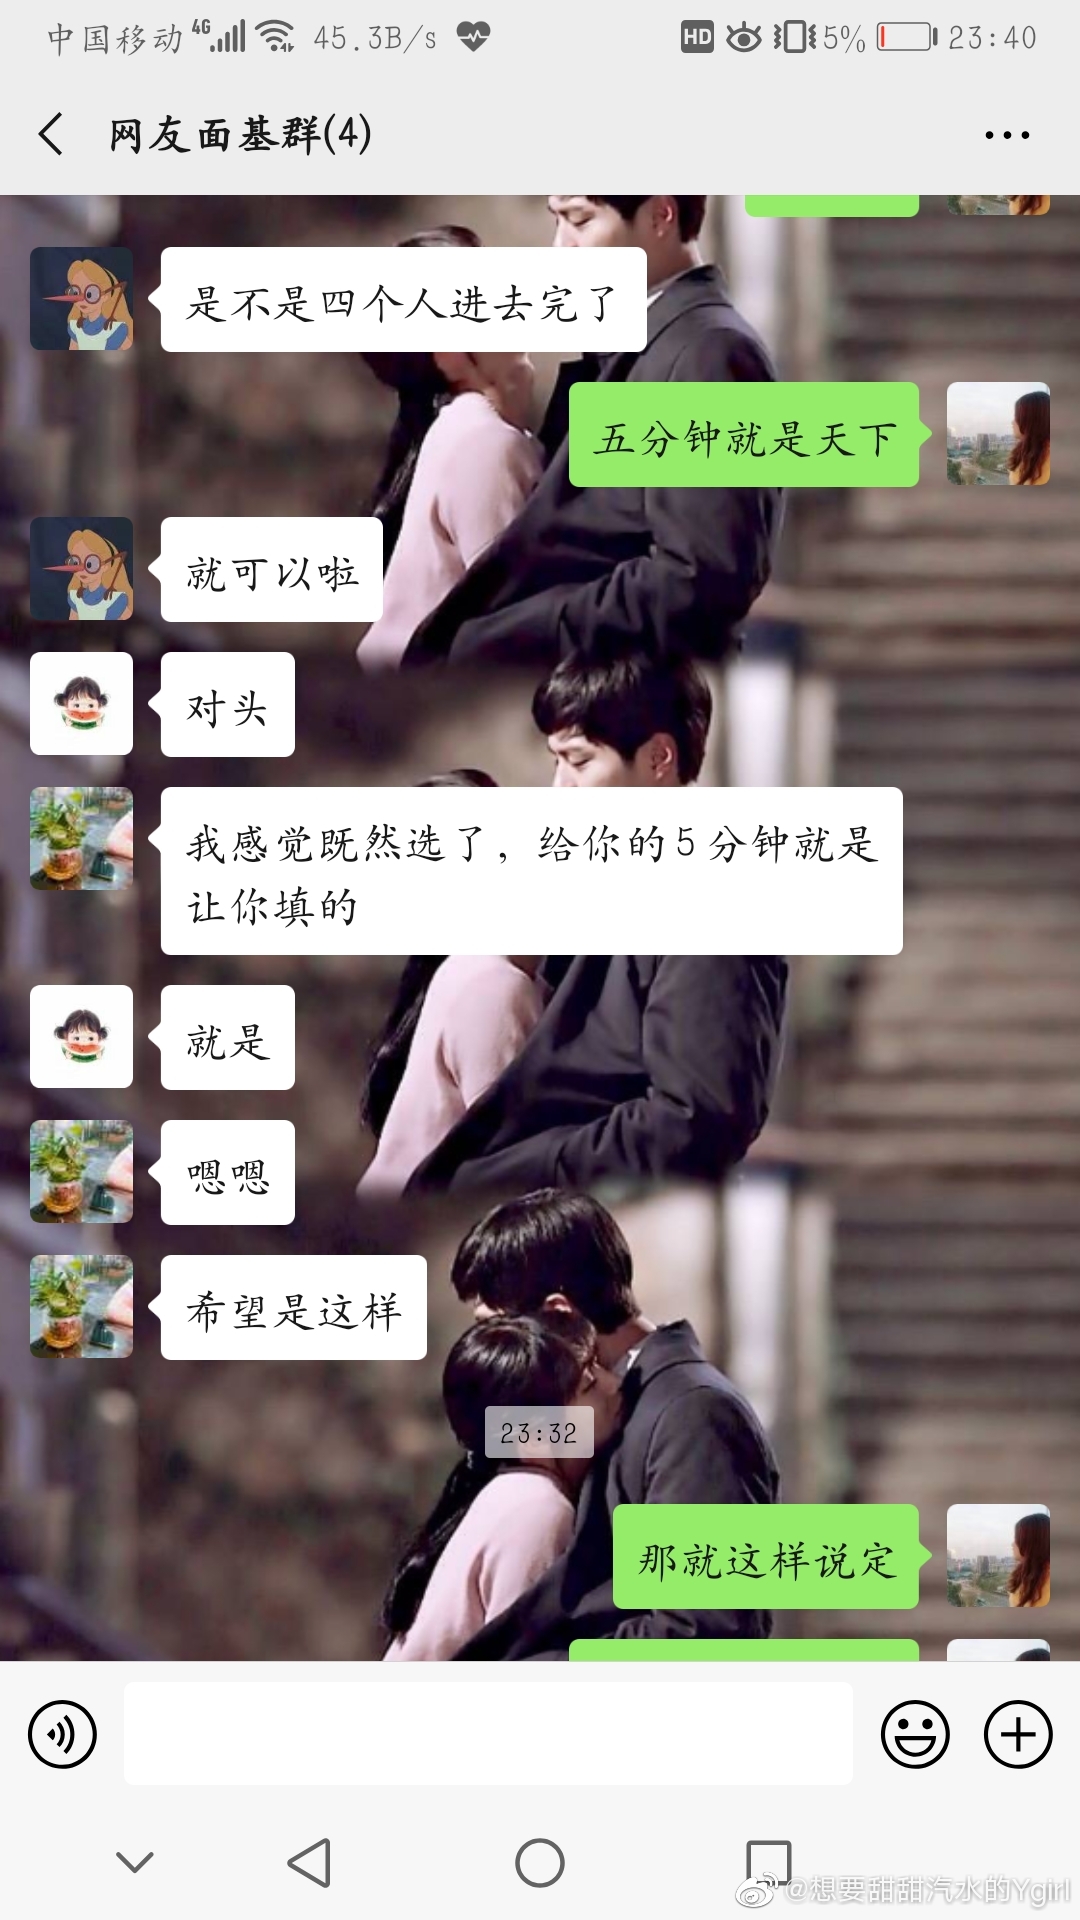 中国移动 4G 45.3B/s HD 5% 23:40
网友面基群(4)
是不是四个人进去完了
五分钟就是天下
就可以啦
对头
我感觉既然选了，给你的5分钟就是
让你填的
就是
嗯嗯
希望是这样
23:32
那就这样说定
@想要甜甜汽水的Ygirl